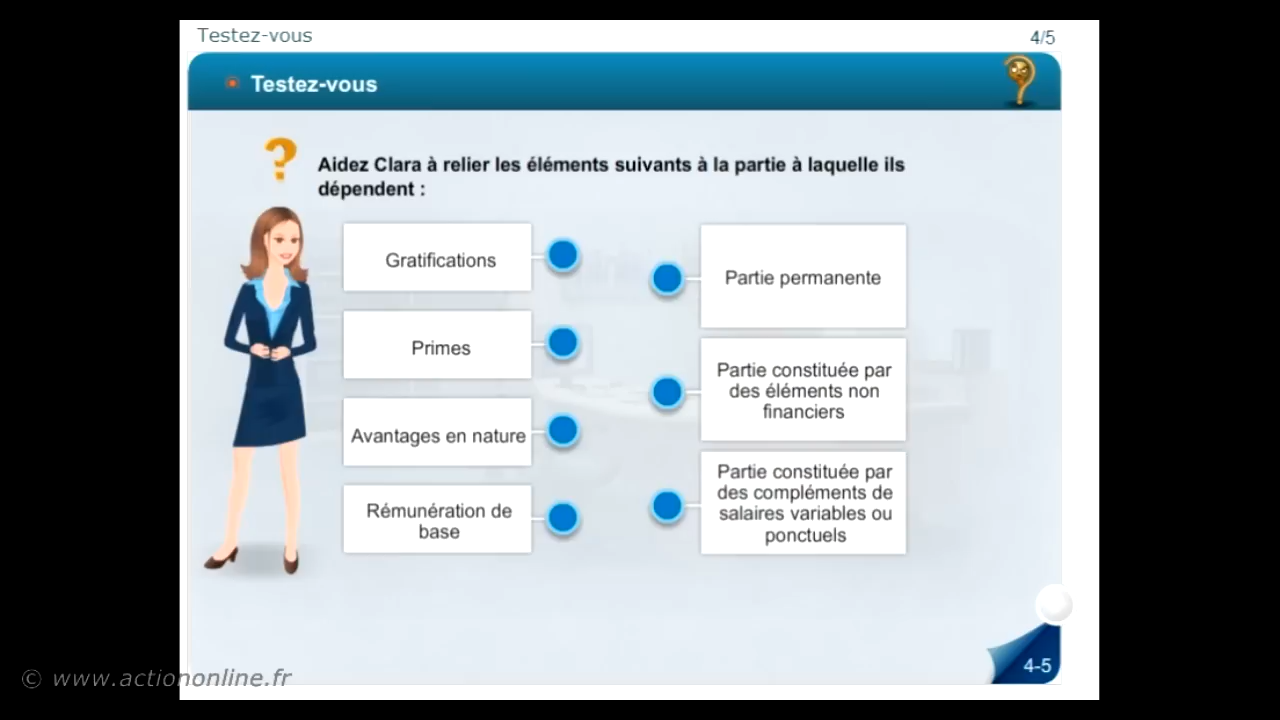 Testez-vous
4/5
Testez-vous
Aidez Clara à relier les éléments suivants à la partie à laquelle ils
dépendent :
Gratifications
Primes
Avantages en nature
Rémunération de
base
Partie permanente
Partie constituée par
des éléments non
financiers
Partie constituée par
des compléments de
salaires variables ou
ponctuels
4-5
© www.actiononline.fr